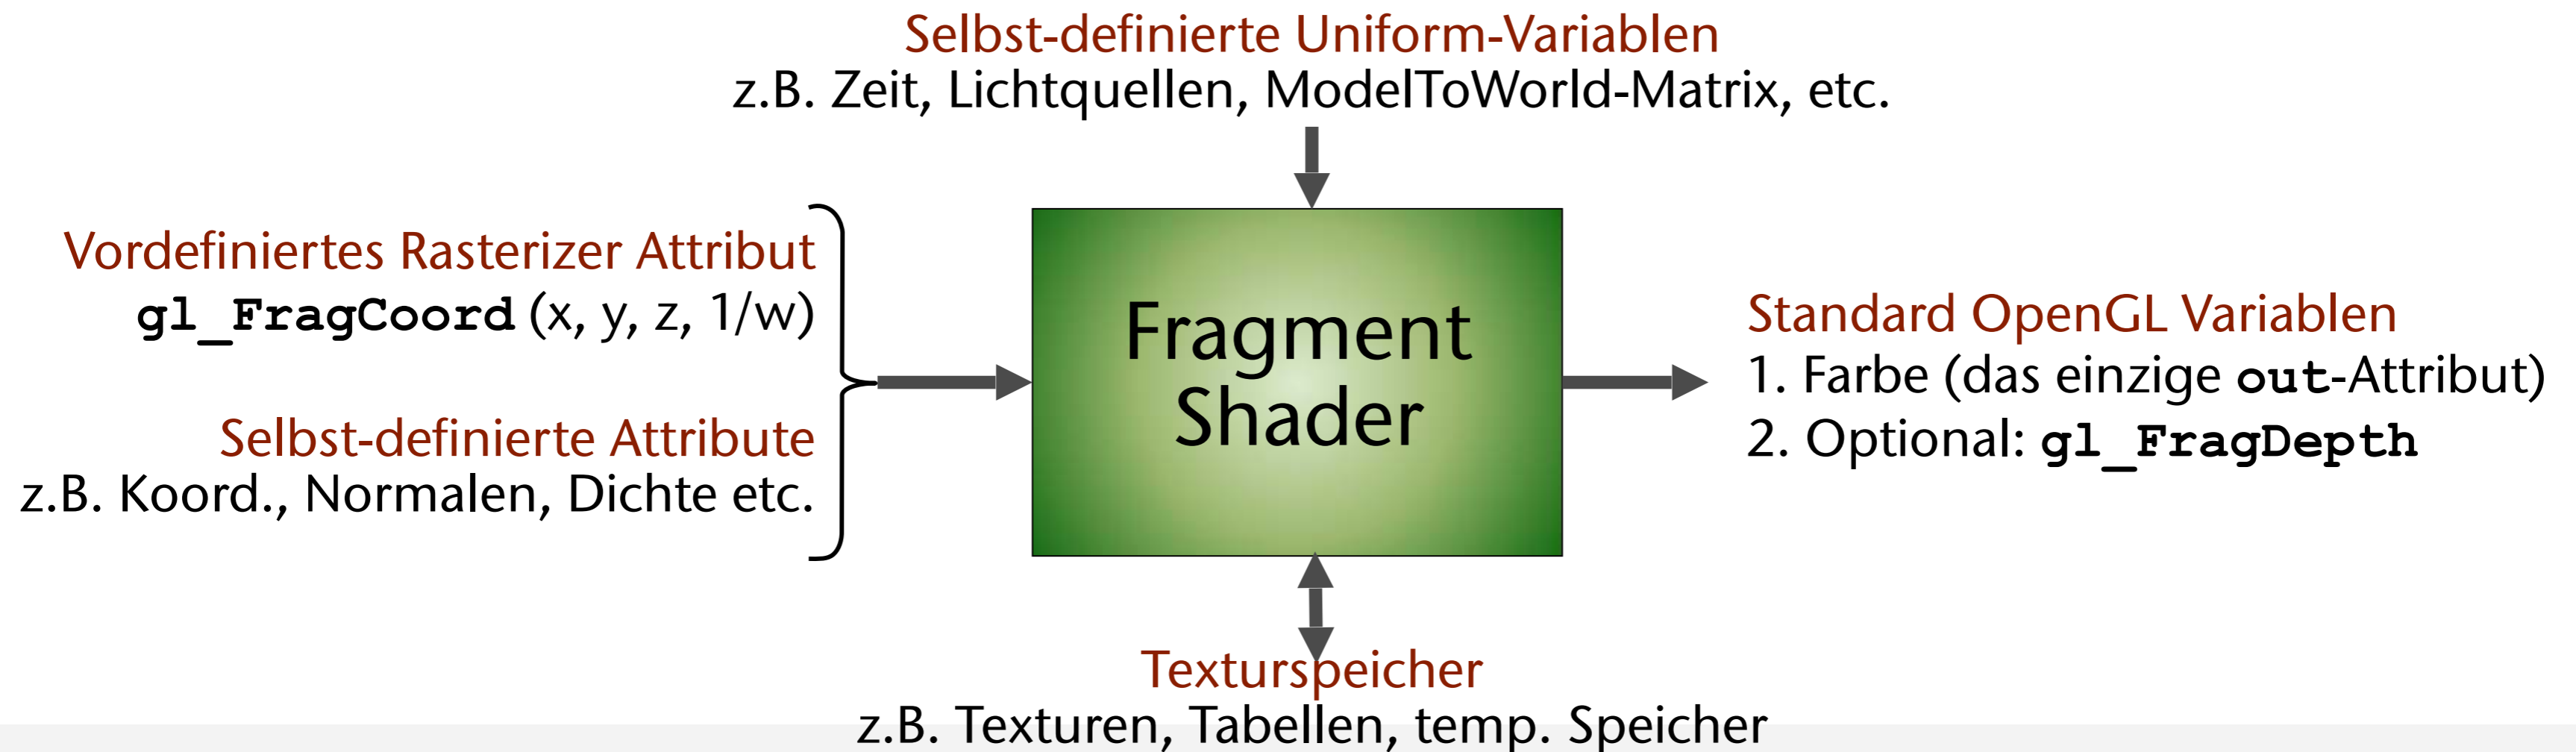 Selbst-definierte Uniform-Variablen
z.B. Zeit, Lichtquellen, ModelToWorld-Matrix, etc.
Vordefiniertes Rasterizer Attribut
gl_FragCoord (x, y, z, 1/w)
Selbst-definierte Attribute
z.B. Koord., Normalen, Dichte etc.
Fragment
Shader
Standard OpenGL Variablen
1. Farbe (das einzige out-Attribut)
2. Optional: gl_FragDepth
Texturspeicher
z.B. Texturen, Tabellen, temp. Speicher